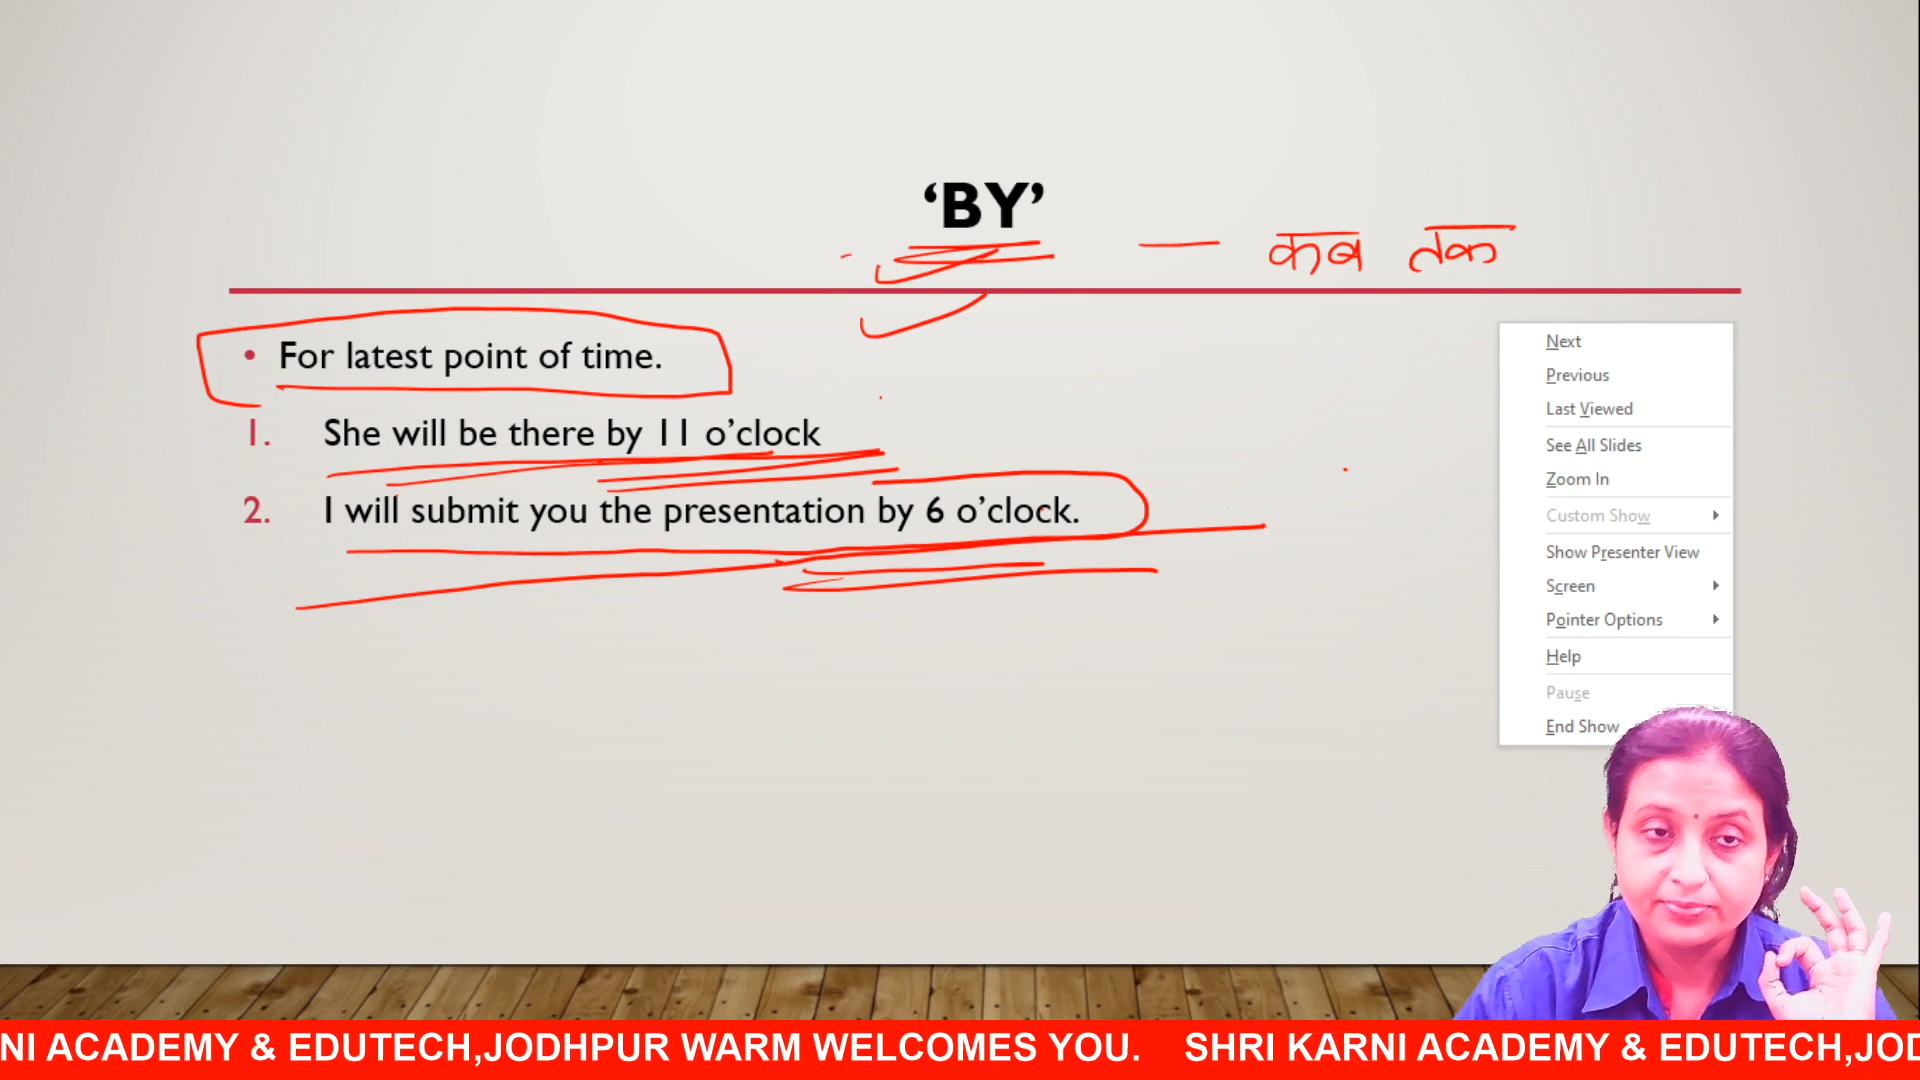 ‘BY’
— कब तक
• For latest point of time.
1. She will be there by 11 o’clock
2. I will submit you the presentation by 6 o’clock.
Next
Previous
Last Viewed
See All Slides
Zoom In
Custom Show
Show Presenter View
Screen
Pointer Options
Help
Pause
End Show
NI ACADEMY & EDUTECH,JODHPUR WARM WELCOMES YOU. SHRI KARNI ACADEMY & EDUTECH,JOD